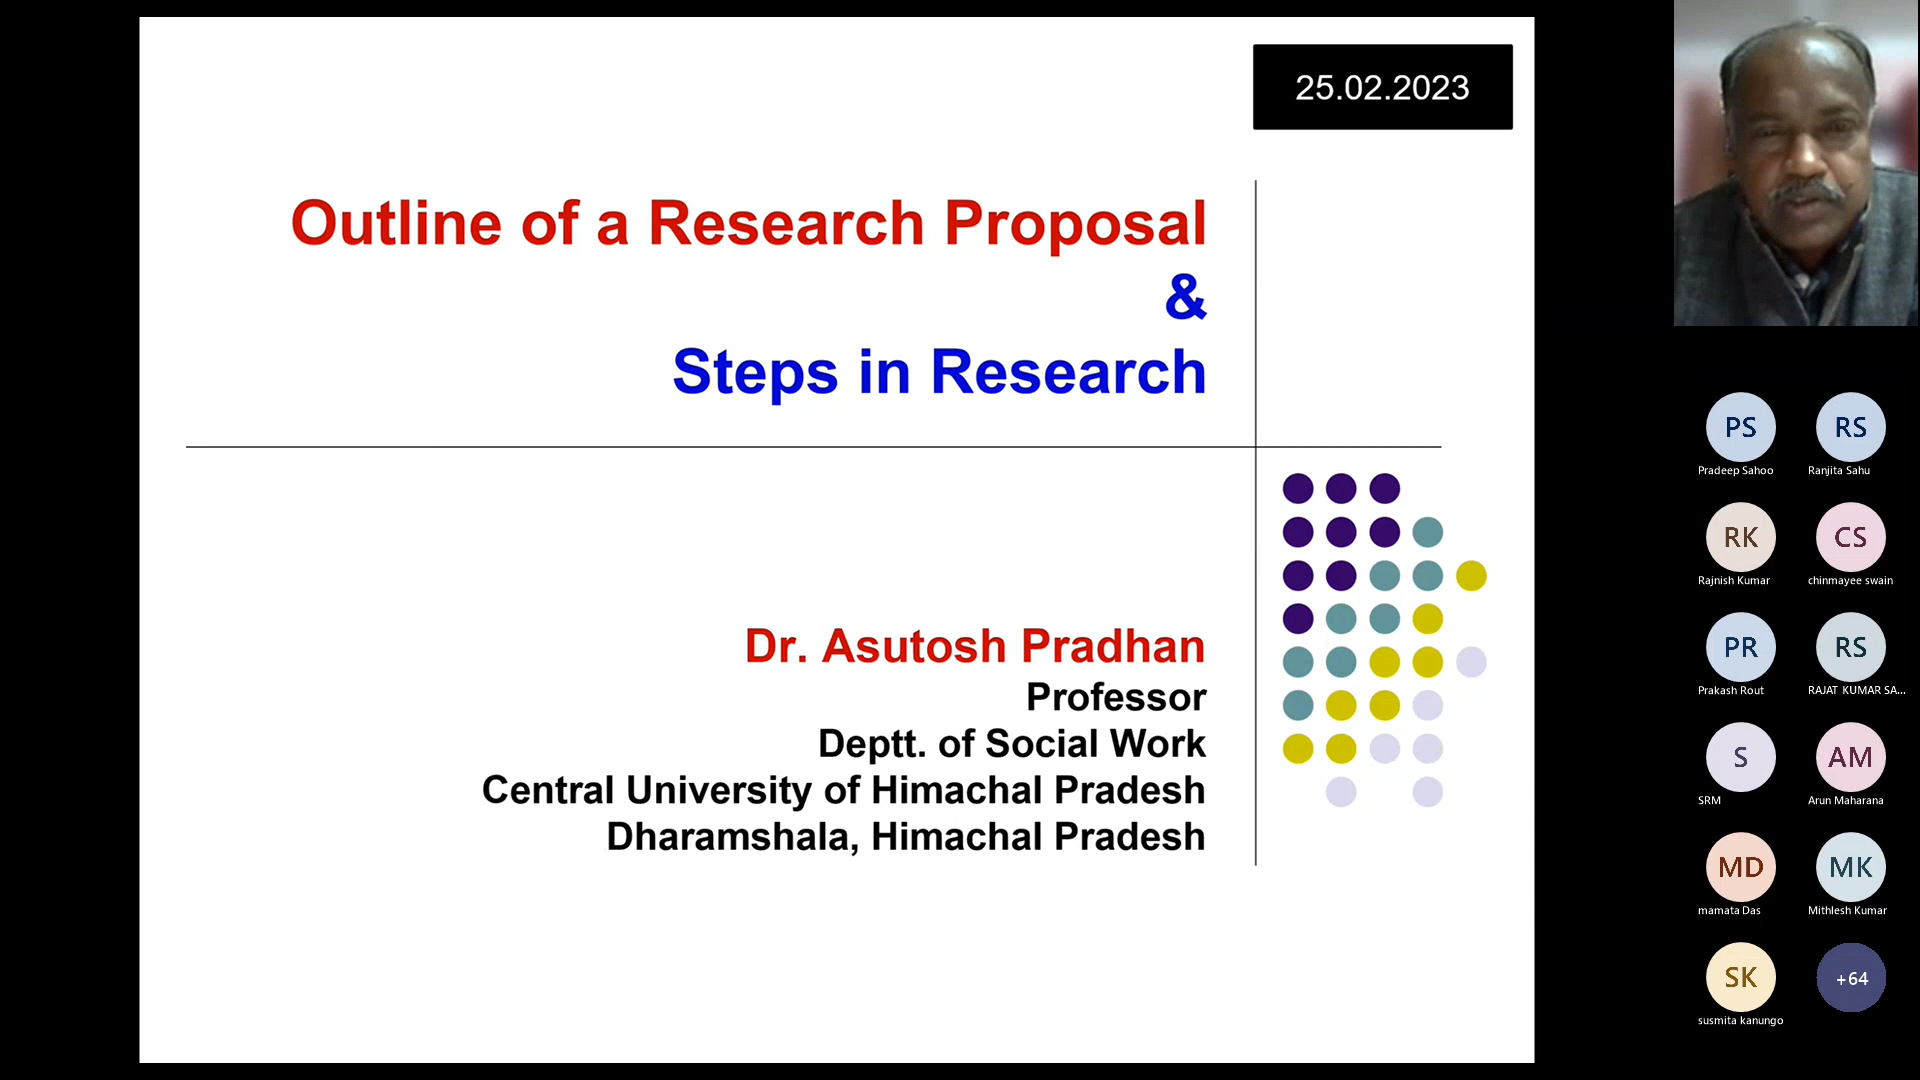 25.02.2023
Outline of a Research Proposal
&
Steps in Research
Dr. Asutosh Pradhan
Professor
Deptt. of Social Work
Central University of Himachal Pradesh
Dharamshala, Himachal Pradesh
PS
Pradeep Sahoo
RS
Ranjita Sahu
RK
Rajnish Kumar
CS
chinmayee swain
PR
Prakash Rout
RS
RAJAT KUMAR SA...
S
SRM
AM
Arun Maharana
MD
mamata Das
MK
Mithlesh Kumar
SK
susmita kanungo
+64